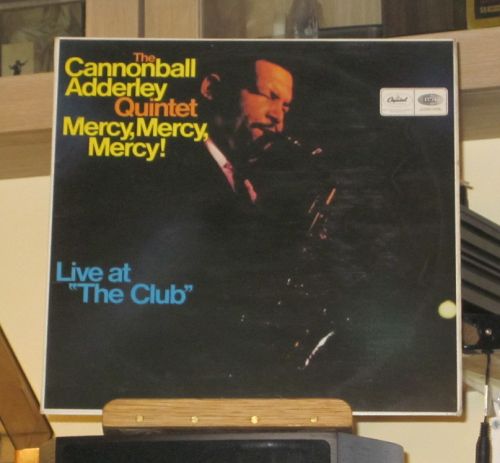 The
Cannonball
Adderley
Quintet
Mercy, Mercy,
Mercy!
Capitol
Live at
"The Club"